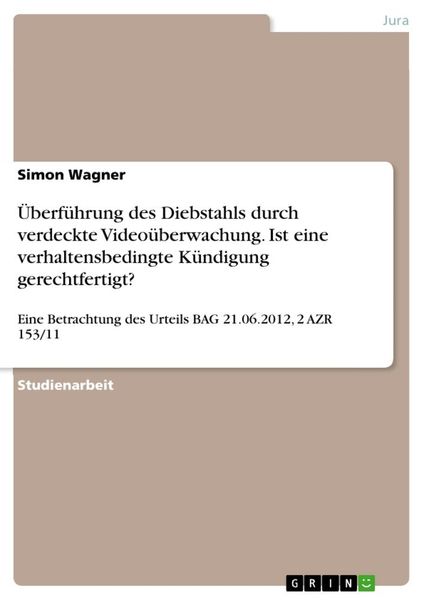 Jura
Simon Wagner
Überführung des Diebstahls durch
verdeckte Videoüberwachung. Ist eine
verhaltensbedingte Kündigung
gerechtfertigt?
Eine Betrachtung des Urteils BAG 21.06.2012, 2 AZR
153/11
Studienarbeit
GRIN